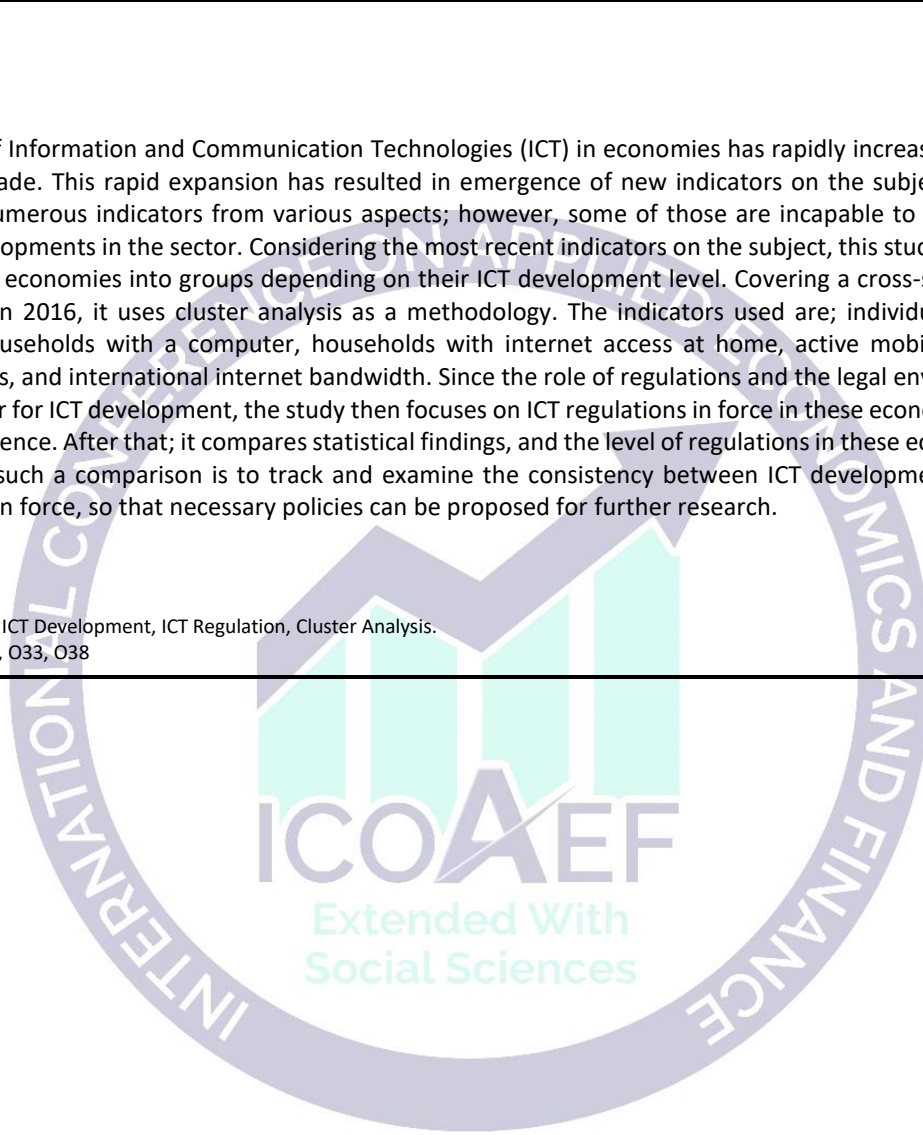 f Information and Communication Technologies (ICT) in economies has rapidly increas
ade. This rapid expansion has resulted in emergence of new indicators on the subje
umerous indicators from various aspects; however, some of those are incapable to
opments in the sector. Considering the most recent indicators on the subject, this stud
economies into groups depending on their ICT development level. Covering a cross-s
n 2016, it uses cluster analysis as a methodology. The indicators used are; individu
useholds with a computer, households with internet access at home, active mobi
s, and international internet bandwidth. Since the role of regulations and the legal env
r for ICT development, the study then focuses on ICT regulations in force in these econ
ence. After that; it compares statistical findings, and the level of regulations in these ec
such a comparison is to track and examine the consistency between ICT developme
n force, so that necessary policies can be proposed for further research.
ICT Development, ICT Regulation, Cluster Analysis.
, O33, O38
INTERNATIONAL CONFERENCE ON APPLIED ECONOMICS AND FINANCE
ICOAEF
Extended With
Social Sciences